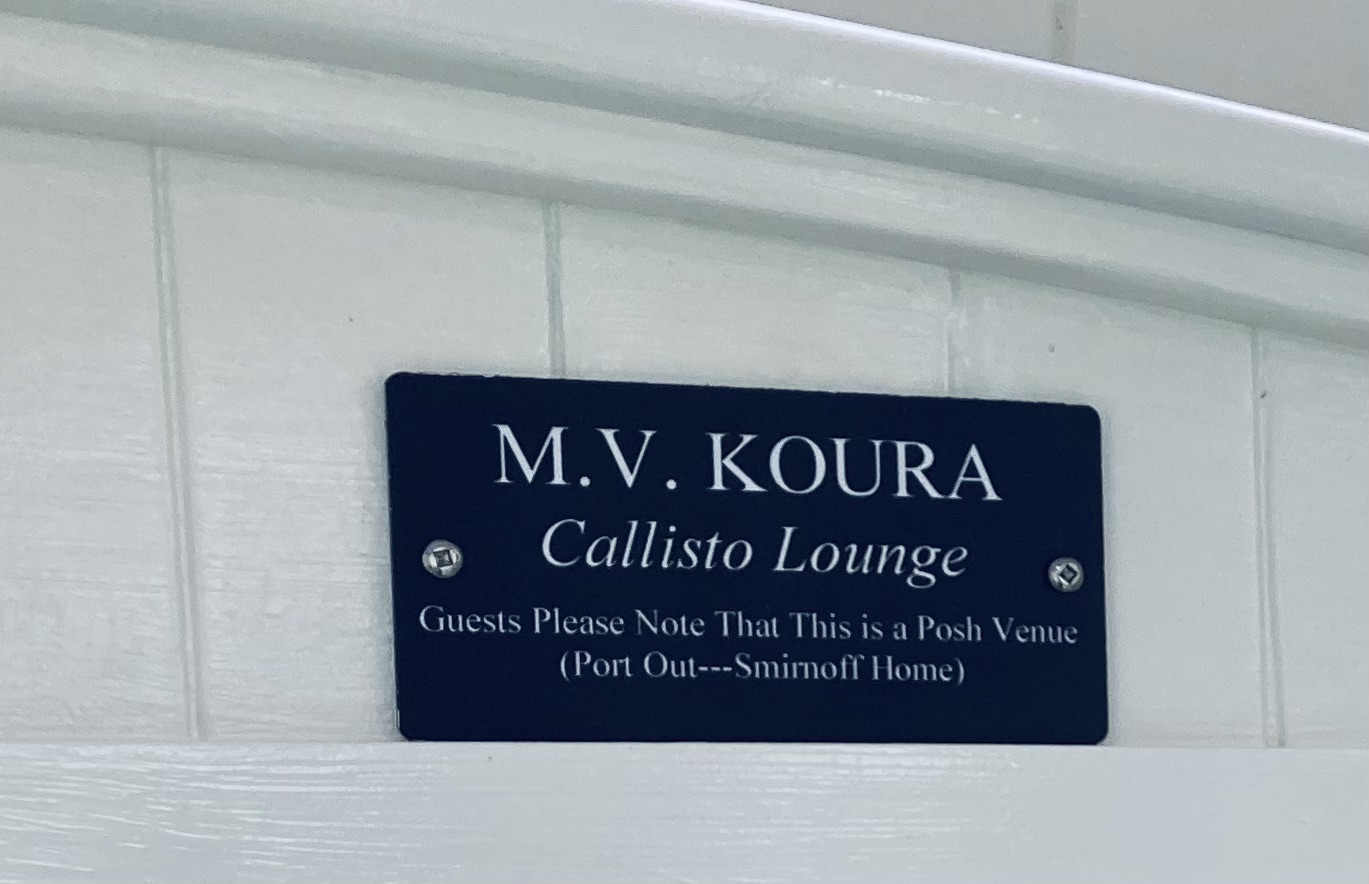 M.V. KOURA
Callisto Lounge
Guests Please Note That This is a Posh Venue
(Port Out---Smirnoff Home)